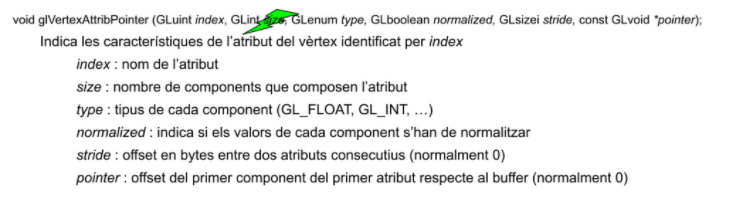 void glVertexAttribPointer (GLuint index, GLint size, GLenum type, GLboolean normalized, GLsizei stride, const GLvoid *pointer);
Indica les característiques de l'atribut del vèrtex identificat per index
index : nom de l'atribut
size : nombre de components que composen l'atribut
type : tipus de cada component (GL_FLOAT, GL_INT, …)
normalized : indica si els valors de cada component s'han de normalitzar
stride : offset en bytes entre dos atributs consecutius (normalment 0)
pointer : offset del primer component del primer atribut respecte al buffer (normalment 0)